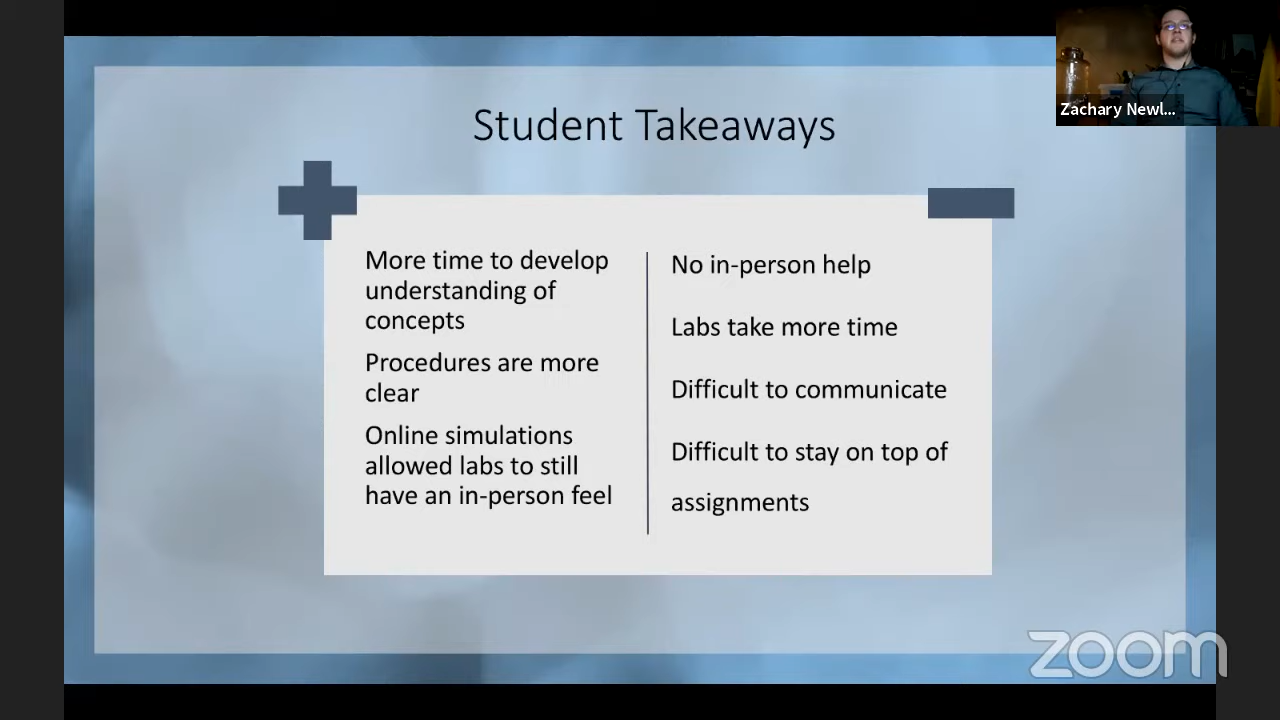 Student Takeaways
More time to develop
understanding of
concepts
Procedures are more
clear
Online simulations
allowed labs to still
have an in-person feel
No in-person help
Labs take more time
Difficult to communicate
Difficult to stay on top of
assignments
Zachary Newl...
zoom